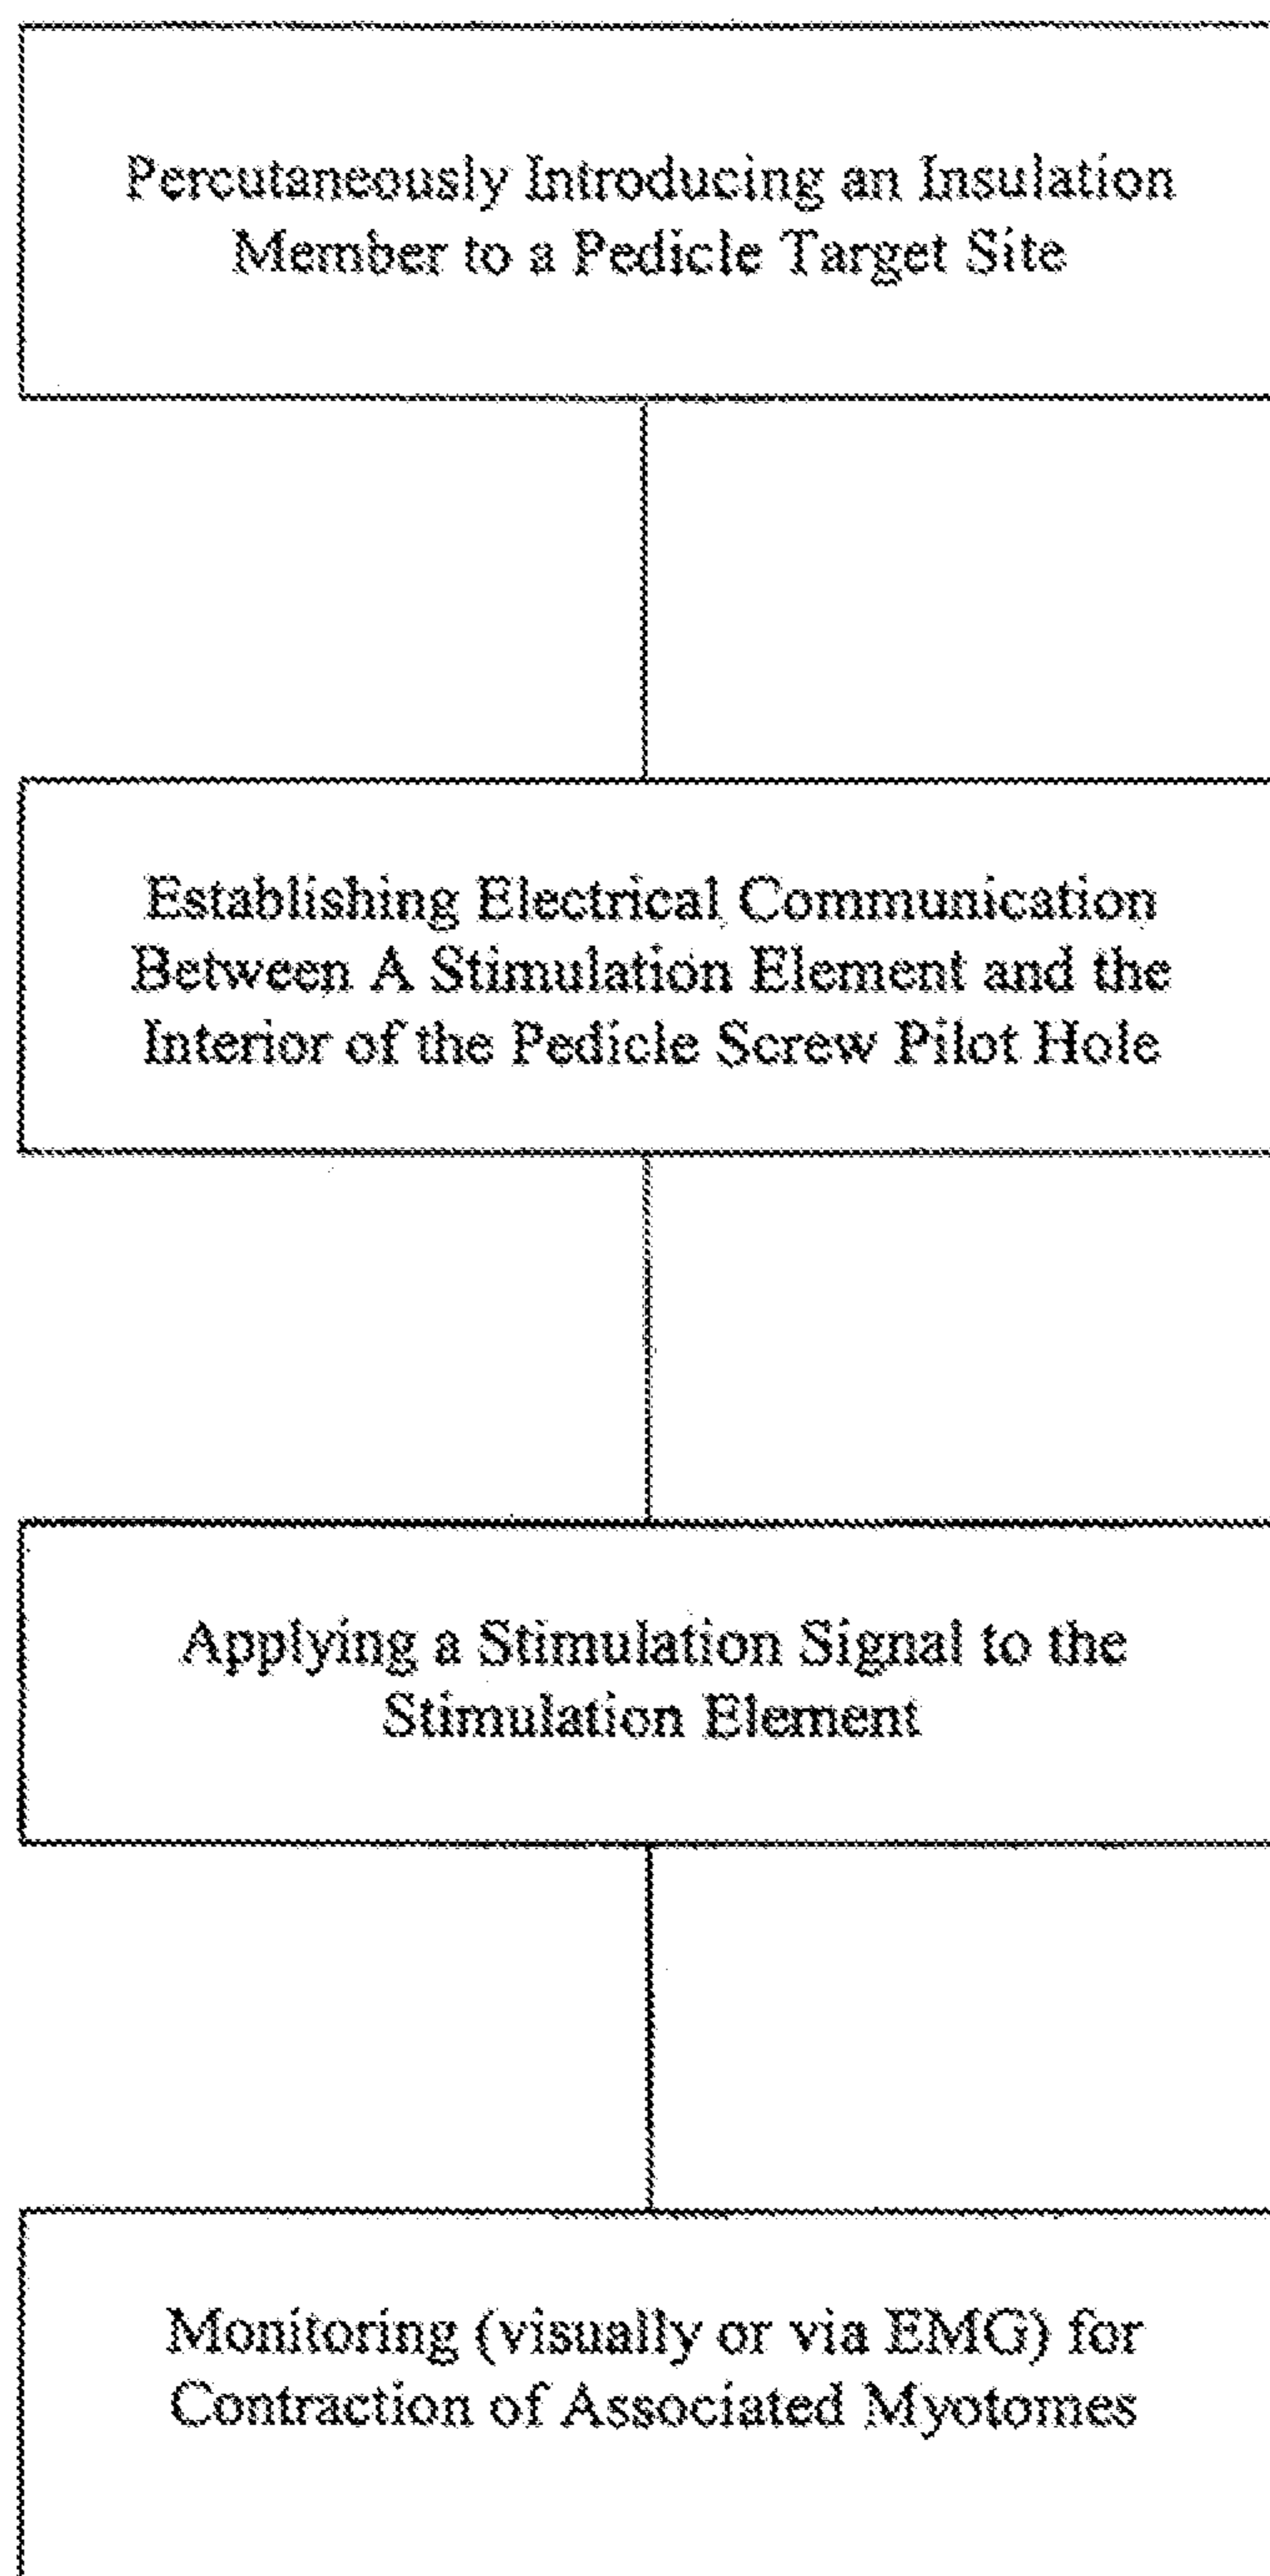 Percutaneously Introducing an Insulation
Member to a Pedicle Target Site
Establishing Electrical Communication
Between A Stimulation Element and the
Interior of the Pedicle Screw Pilot Hole
Applying a Stimulation Signal to the
Stimulation Element
Monitoring (visually or via EMG) for
Contraction of Associated Myotomes